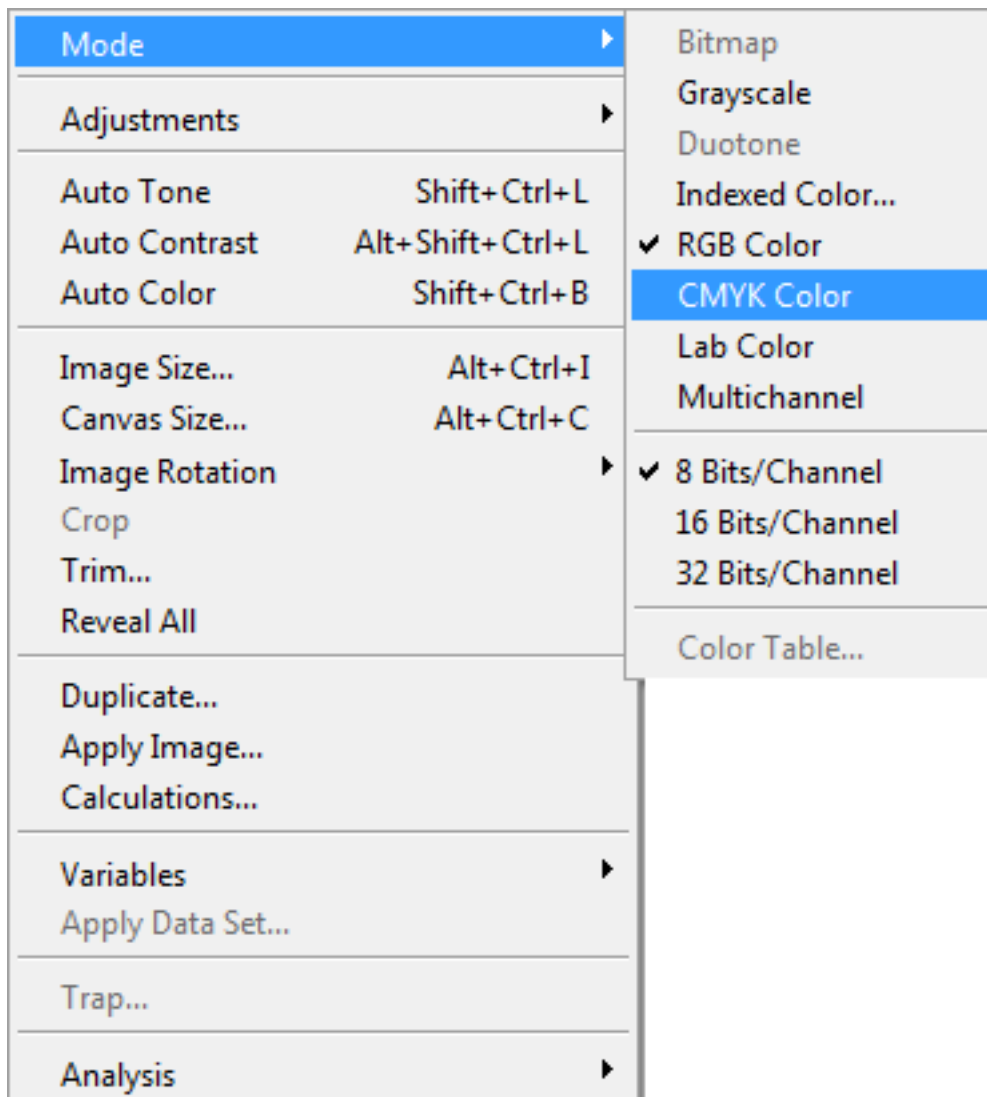 Mode
Adjustments
Auto Tone Shift+Ctrl+L
Auto Contrast Alt+Shift+Ctrl+L
Auto Color Shift+Ctrl+B
Image Size... Alt+Ctrl+I
Canvas Size... Alt+Ctrl+C
Image Rotation
Crop
Trim...
Reveal All
Duplicate...
Apply Image...
Calculations...
Variables
Apply Data Set...
Trap...
Analysis
Bitmap
Grayscale
Duotone
Indexed Color...
RGB Color
CMYK Color
Lab Color
Multichannel
8 Bits/Channel
16 Bits/Channel
32 Bits/Channel
Color Table...